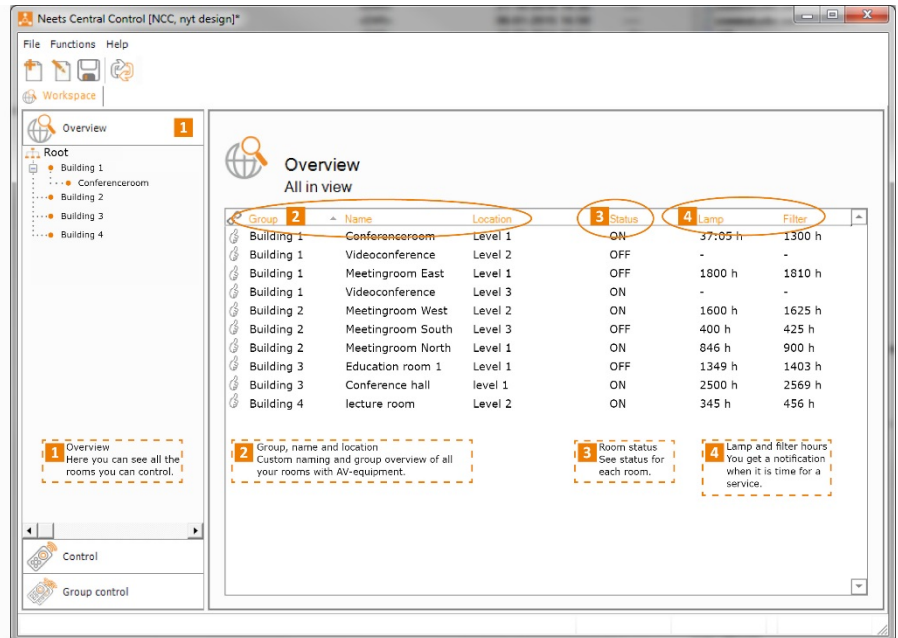 Neets Central Control [NCC, nyt design]*
File Functions Help
Workspace
Overview 1
Root
Building 1
Conferenceroom
Building 2
Building 3
Building 4
Overview
All in view
Group 2 Name Location 3 Status 4 Lamp Filter
Building 1 Conferenceroom Level 1 ON 37:05 h 1300 h
Building 1 Videoconference Level 2 OFF - -
Building 1 Meetingroom East Level 1 OFF 1800 h 1810 h
Building 1 Videoconference Level 3 ON - -
Building 2 Meetingroom West Level 2 ON 1600 h 1625 h
Building 2 Meetingroom South Level 3 OFF 400 h 425 h
Building 2 Meetingroom North Level 1 ON 846 h 900 h
Building 3 Education room 1 Level 1 OFF 1349 h 1403 h
Building 3 Conference hall level 1 ON 2500 h 2569 h
Building 4 lecture room Level 2 ON 345 h 456 h
1 Overview
Here you can see all the
rooms you can control.
2 Group, name and location
Custom naming and group overview of all
your rooms with AV-equipment.
3 Room status
See status for
each room.
4 Lamp and filter hours
You get a notification
when it is time for a
service.
Control
Group control